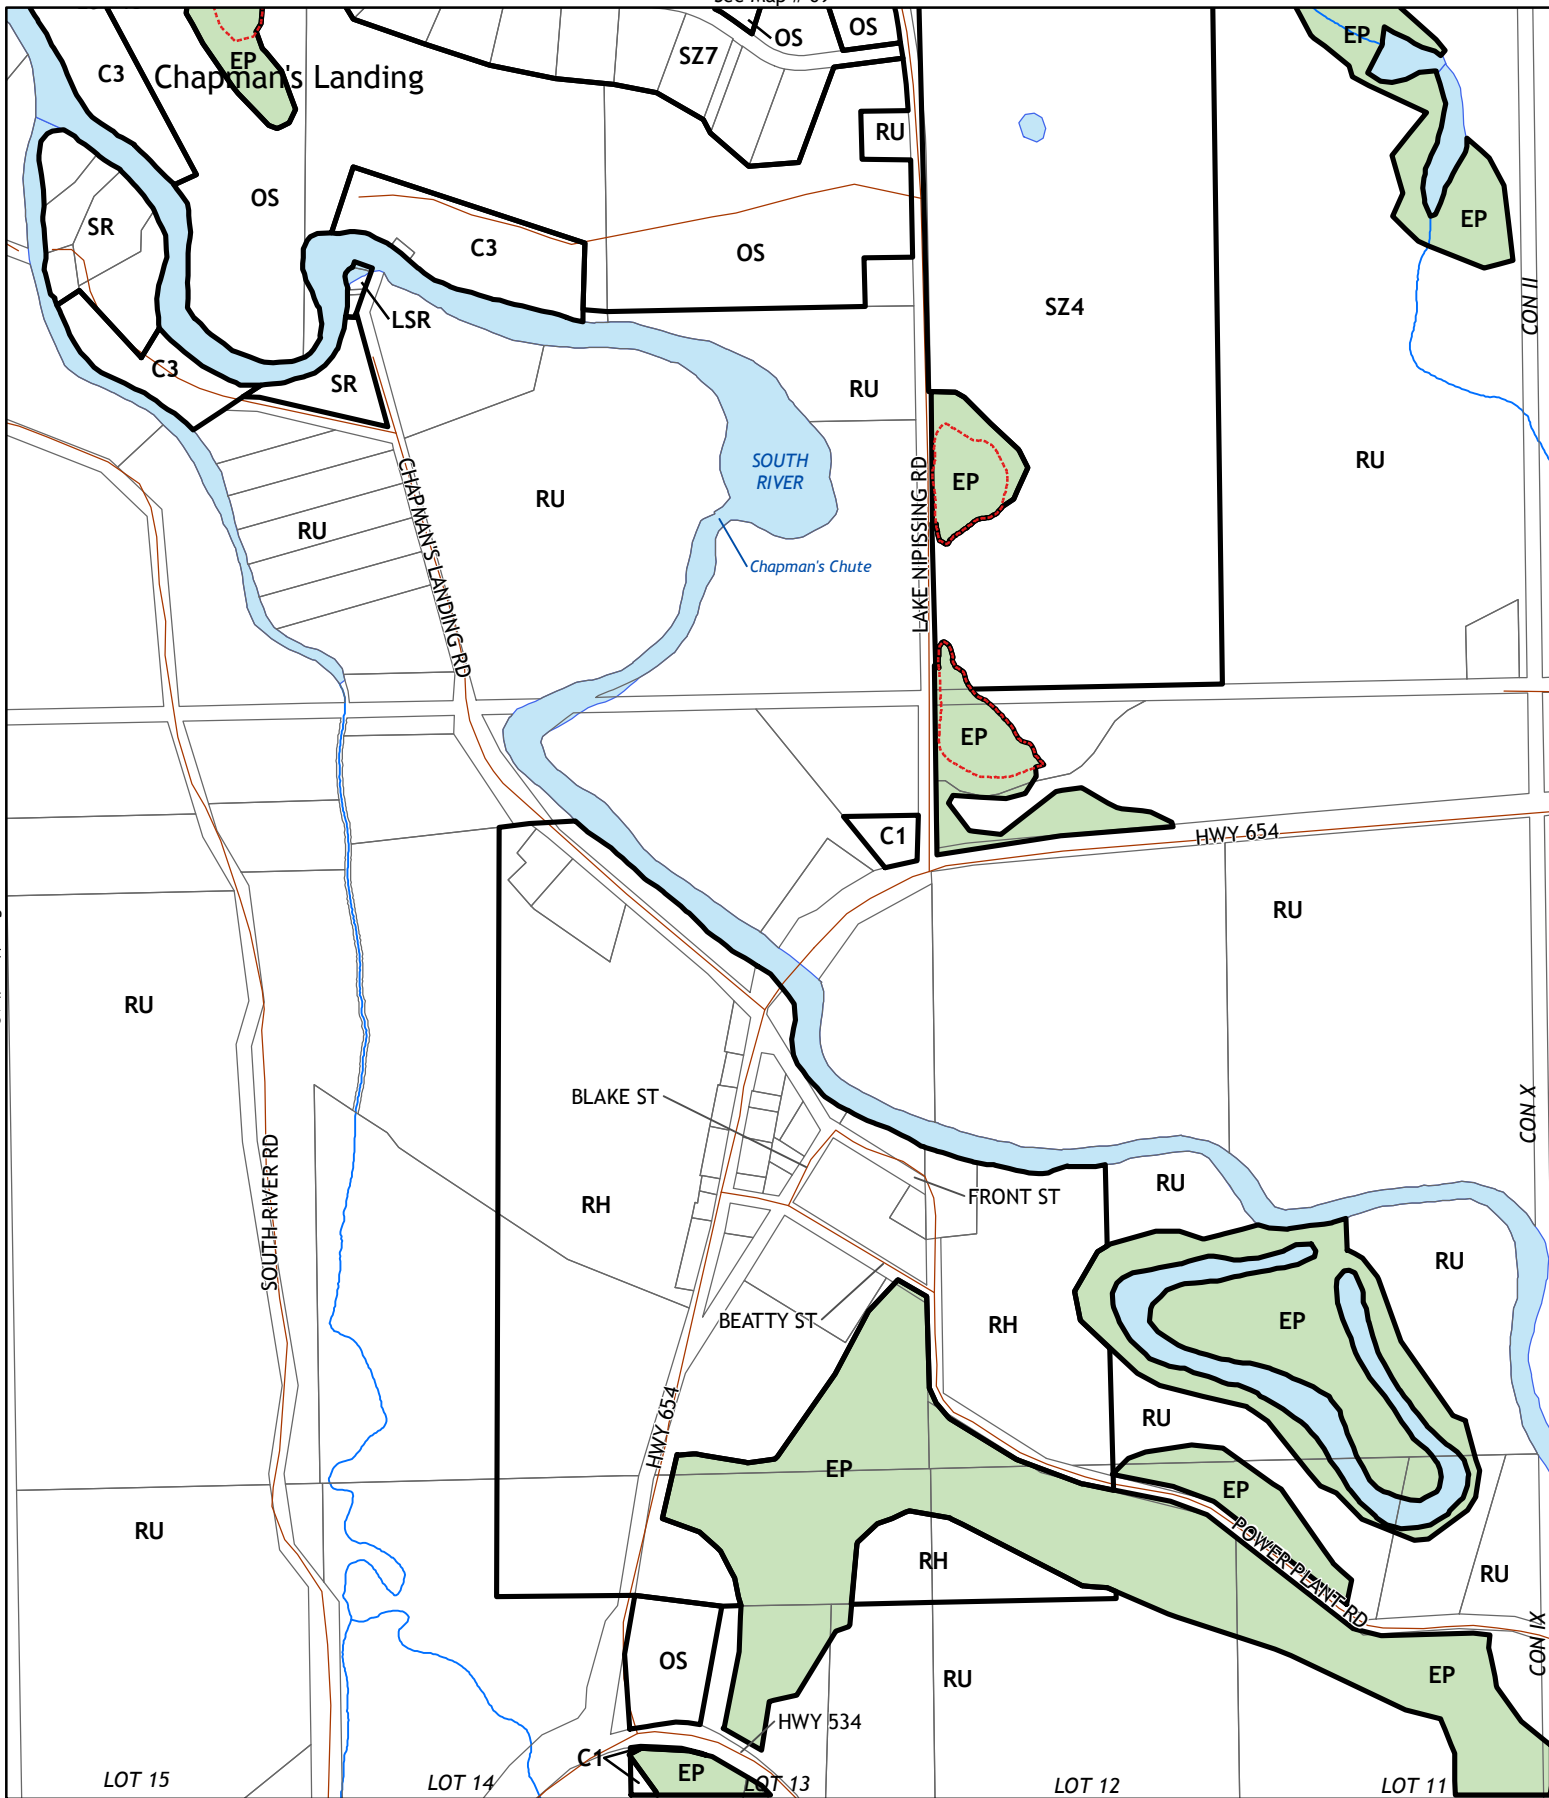 See Map # 69
OS
OS
EP
SZ7
EP
C3
Chapman's Landing
RU
OS
SR
EP
C3
OS
SZ4
CON II
LSR
C3
SR
RU
SOUTH
RIVER
RU
EP
RU
RU
CHAPMAN'S LANDING RD
LAKE NIPISSING RD
Chapman's Chute
EP
C1
HWY 654
RU
RU
BLAKE ST
CON X
RU
FRONT ST
RH
SOUTH RIVER RD
RU
BEATTY ST
RH
EP
HWY 654
RU
EP
EP
RU
POWER PLANT RD
RH
RU
CON IX
OS
RU
EP
HWY 534
C1
EP
LOT 15
LOT 14
LOT 13
LOT 12
LOT 11